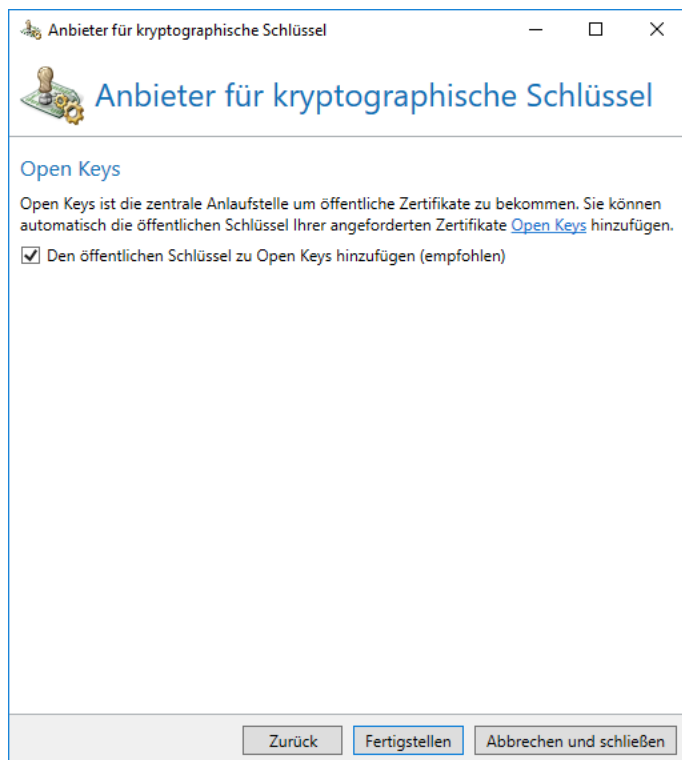 Anbieter für kryptographische Schlüssel
Anbieter für kryptographische Schlüssel
Open Keys
Open Keys ist die zentrale Anlaufstelle um öffentliche Zertifikate zu bekommen. Sie können
automatisch die öffentlichen Schlüssel Ihrer angeforderten Zertifikate Open Keys hinzufügen.
Den öffentlichen Schlüssel zu Open Keys hinzufügen (empfohlen)
Zurück Fertigstellen Abbrechen und schließen